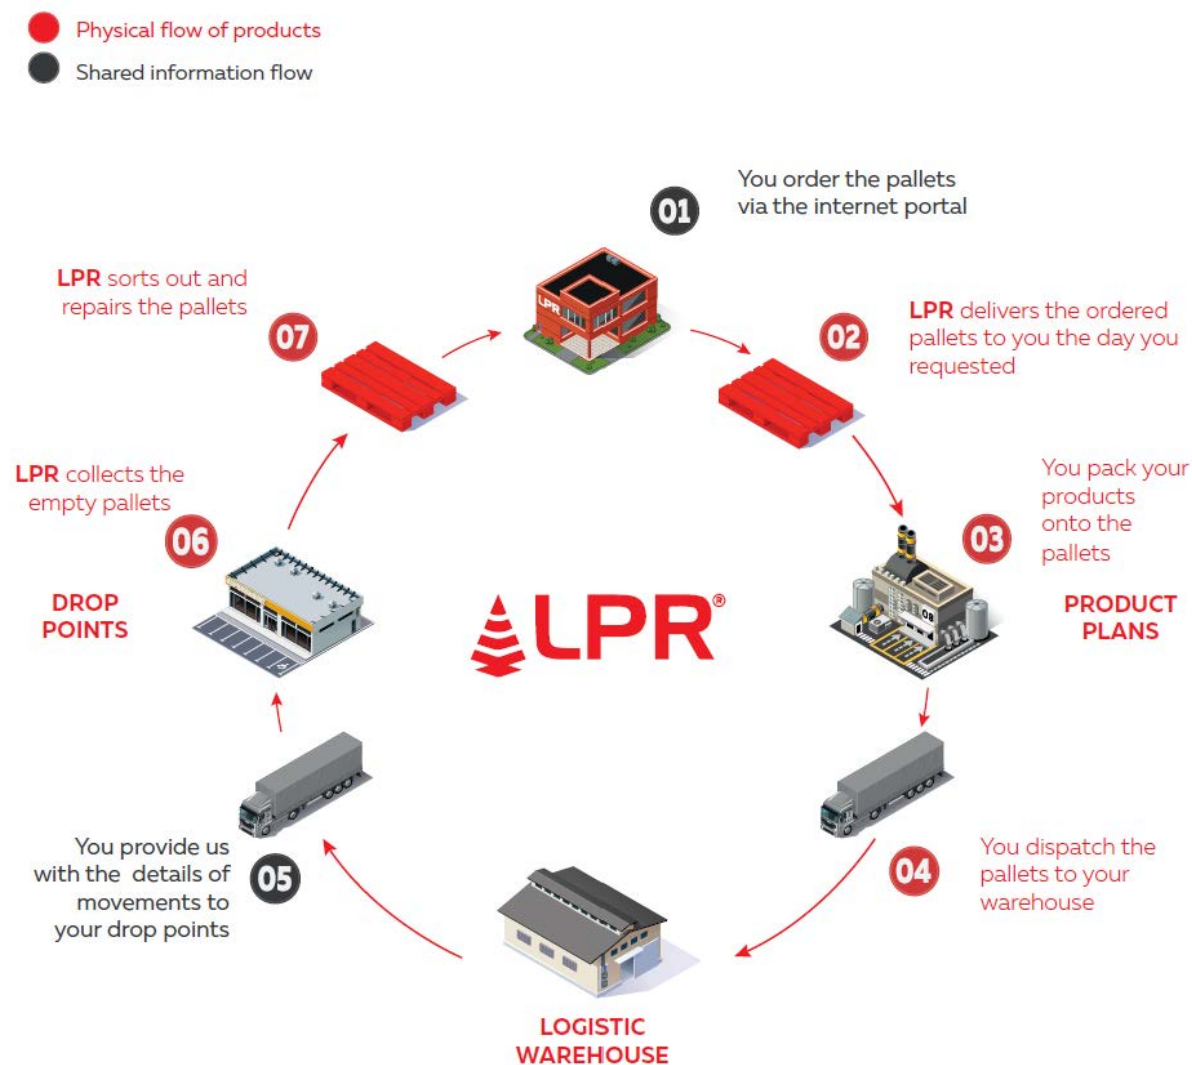 Physical flow of products
Shared information flow
01
You order the pallets
via the internet portal
02
LPR delivers the ordered
pallets to you the day you
requested
03
You pack your
products
onto the
pallets
PRODUCT
PLANS
08
04
You dispatch the
pallets to your
warehouse
LOGISTIC
WAREHOUSE
05
You provide us
with the details of
movements to
your drop points
06
LPR collects the
empty pallets
DROP
POINTS
07
LPR sorts out and
repairs the pallets
LPR
LPR®